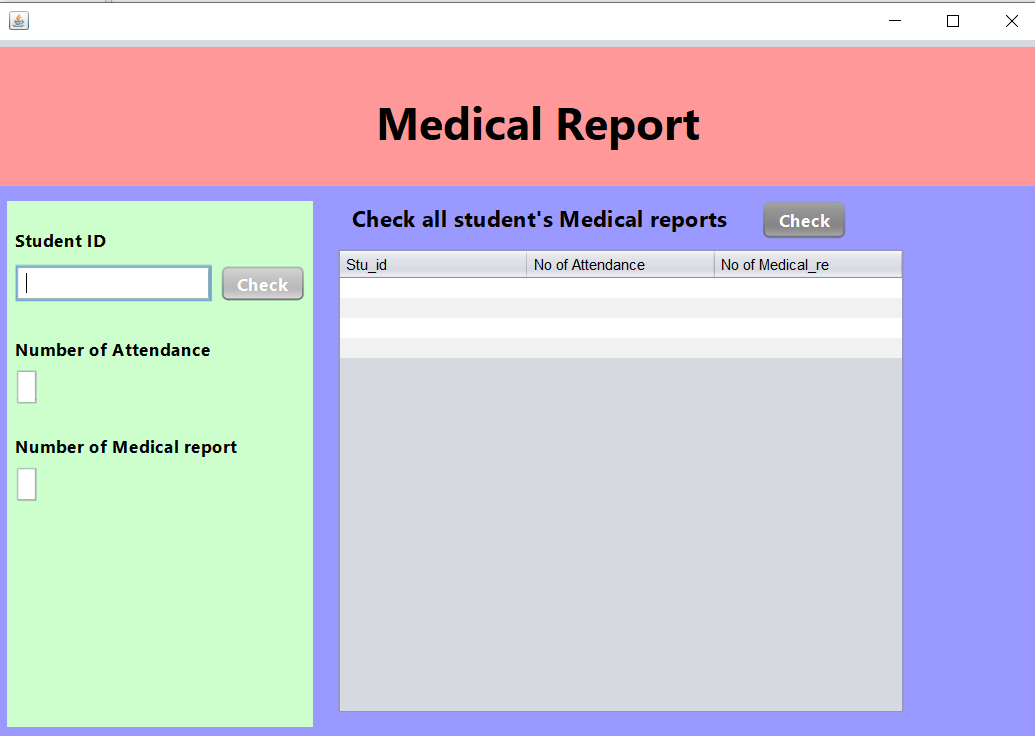 Medical Report
Student ID
Check
Number of Attendance
Number of Medical report
Check all student's Medical reports
Check
Stu_id No of Attendance No of Medical_re